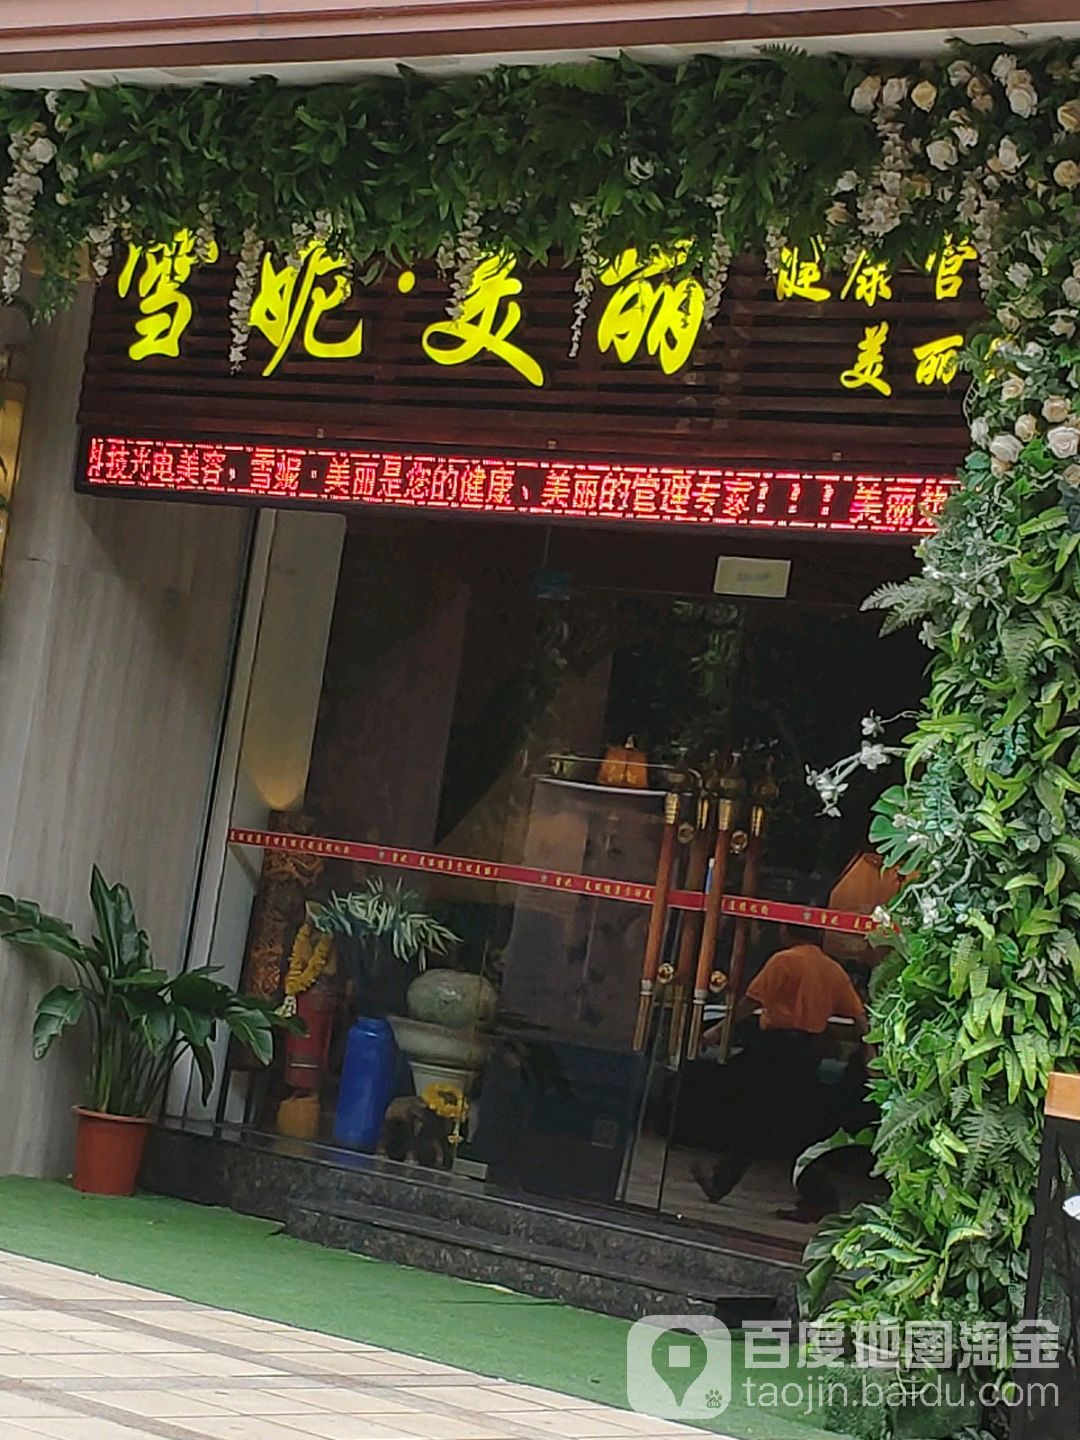 雪妮·美丽
健康管
美丽
科技光电美容，雪妮·美丽是您的健康、美丽的管理专家！！！美丽热
百度地图淘金
taojin.baidu.com